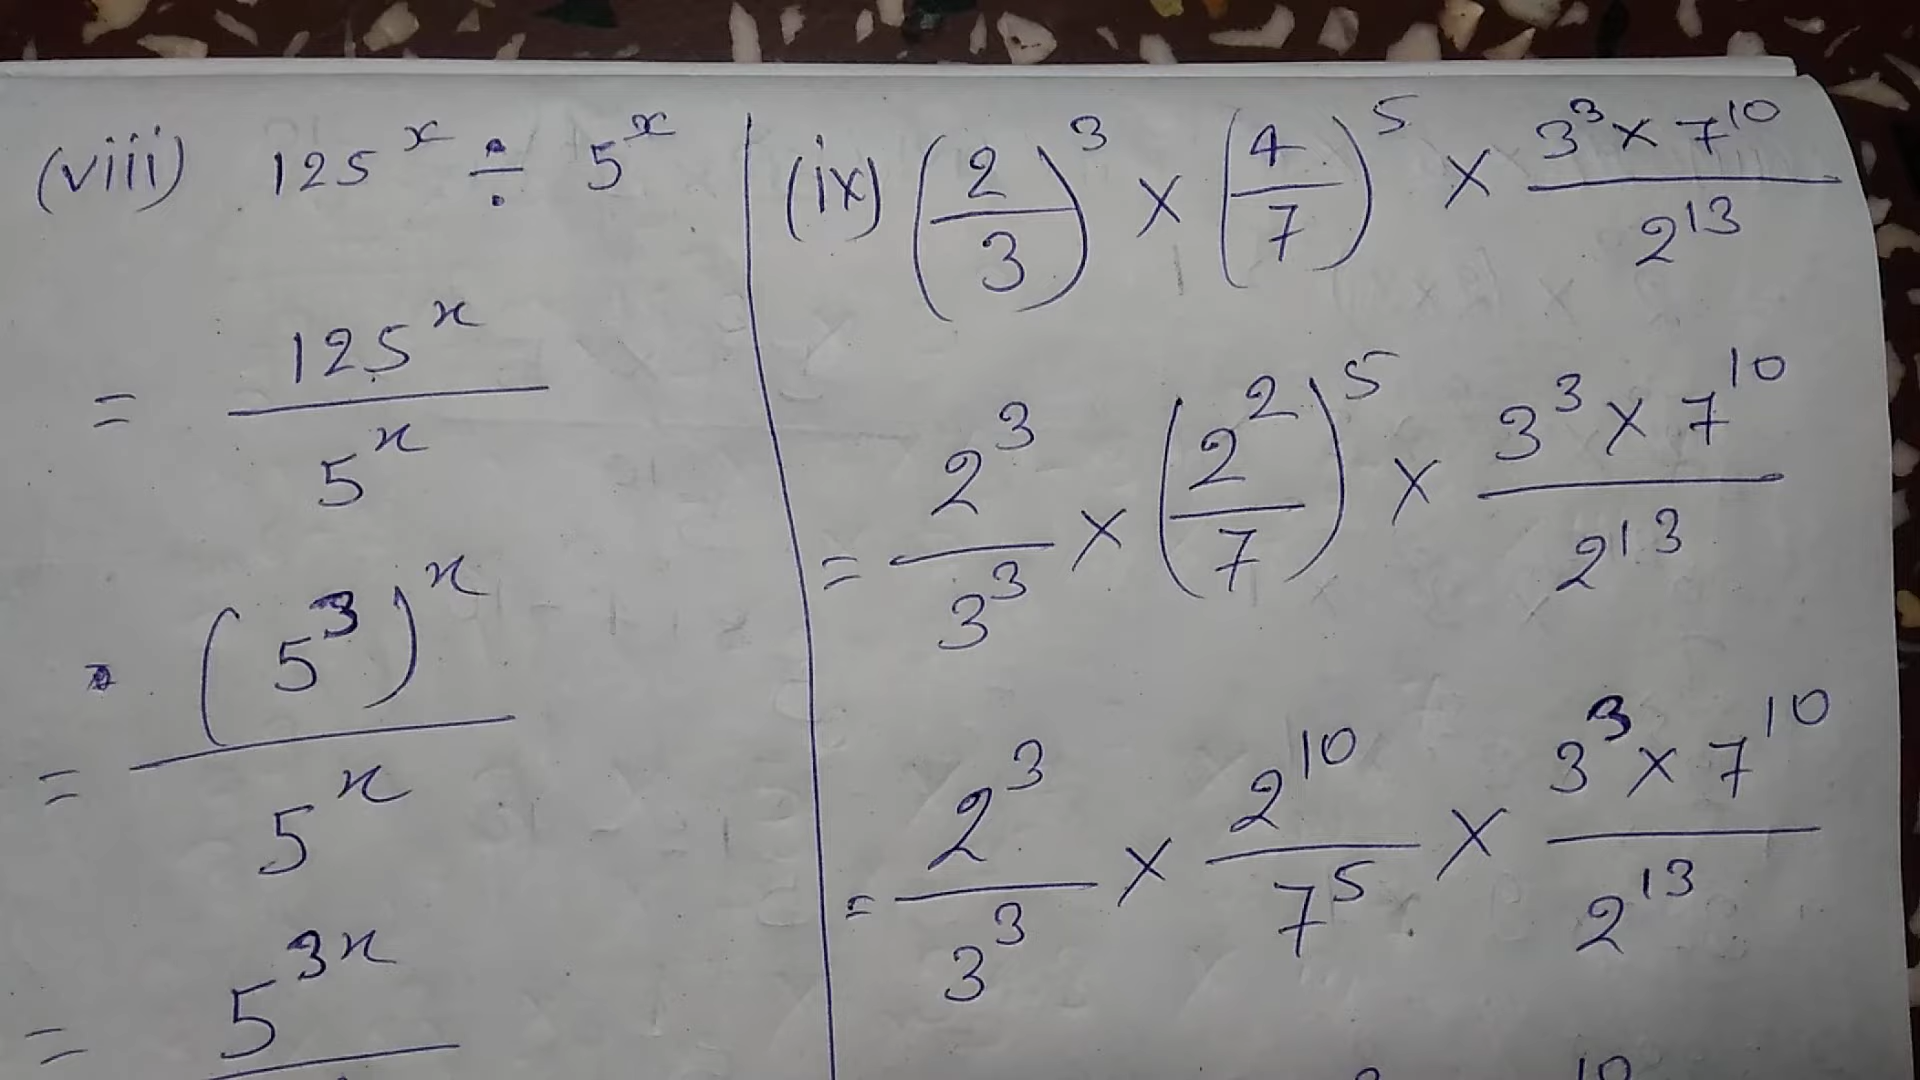 (viii) 125^x ÷ 5^x
= 125^x / 5^x
= (5^3)^x / 5^x
= 5^3x
(ix) (2/3)^3 × (4/7)^5 × (3^3 × 7^10) / 2^13
= 2^3 / 3^3 × (2^2 / 7)^5 × (3^3 × 7^10) / 2^13
= 2^3 / 3^3 × 2^10 / 7^5 × (3^3 × 7^10) / 2^13
10